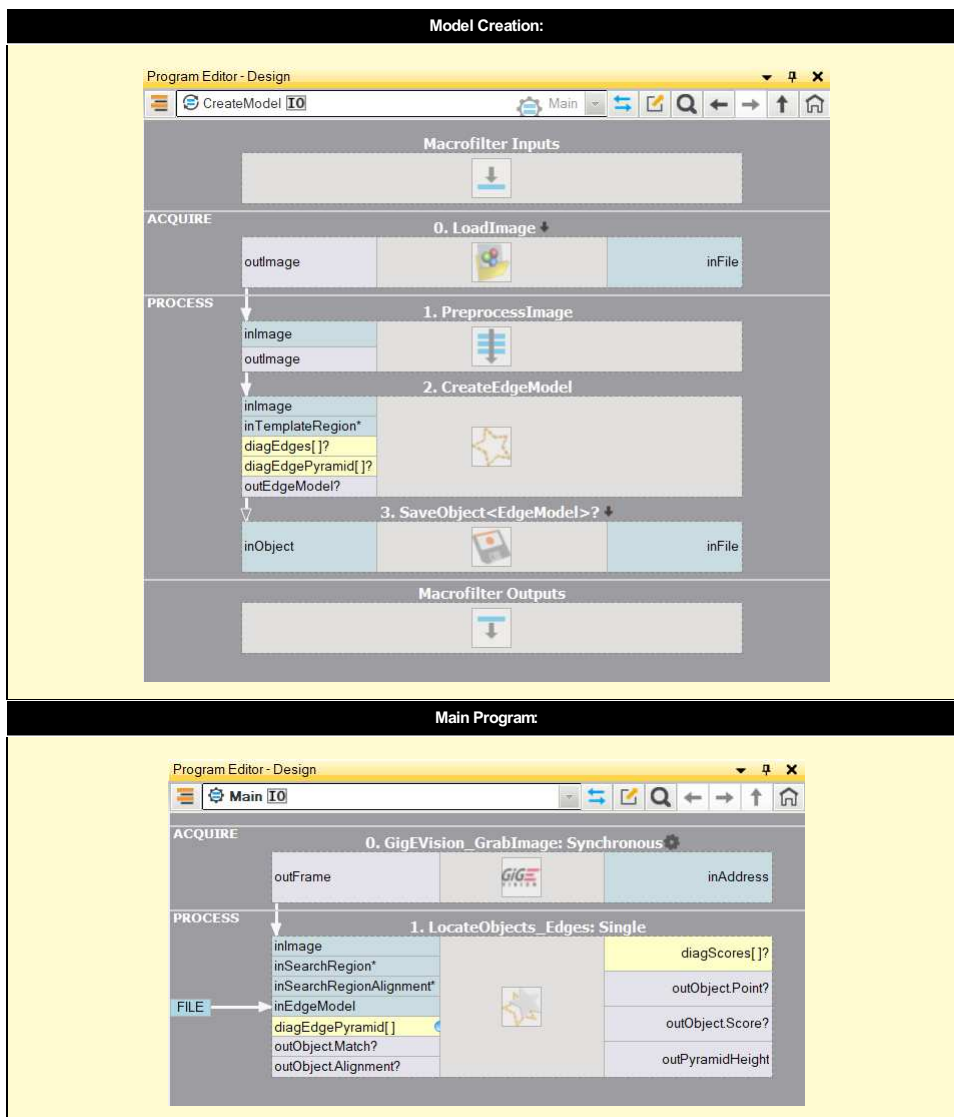 Model Creation:
Program Editor - Design
CreateModel IO Main
Macrofilter Inputs
ACQUIRE
0. LoadImage
outImage inFile
PROCESS
1. PreprocessImage
inImage
outImage
2. CreateEdgeModel
inImage
inTemplateRegion*
diagEdges[]?
diagEdgePyramid[]?
outEdgeModel?
3. SaveObject<EdgeModel>?
inObject inFile
Macrofilter Outputs
Main Program:
Program Editor - Design
Main IO
ACQUIRE
0. GigEVision_GrabImage: Synchronous
outFrame GiGE VISION inAddress
PROCESS
1. LocateObjects_Edges: Single
inImage
inSearchRegion*
inSearchRegionAlignment*
FILE inEdgeModel
diagEdgePyramid[]
outObject.Match?
outObject.Alignment?
diagScores[]?
outObject.Point?
outObject.Score?
outPyramidHeight